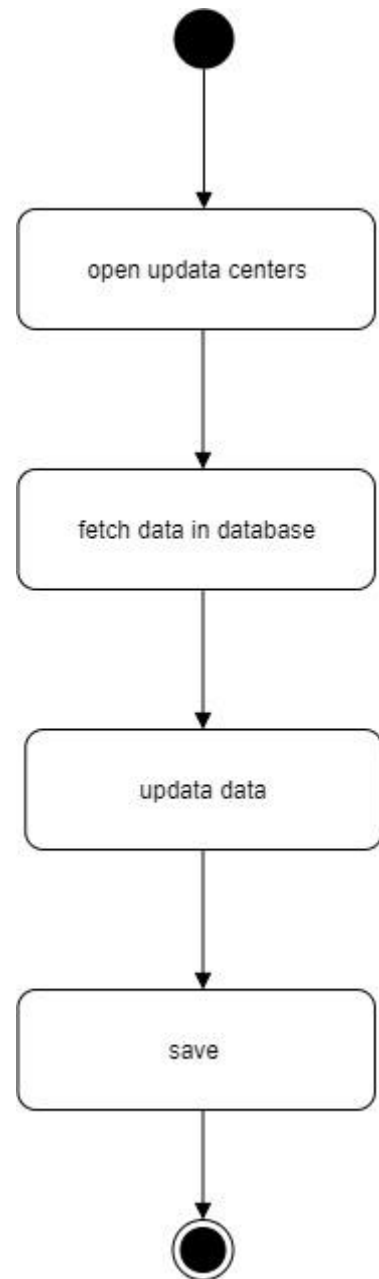 open updata centers
fetch data in database
updata data
save